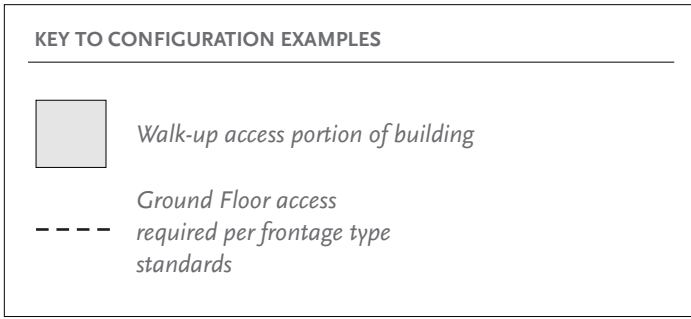 KEY TO CONFIGURATION EXAMPLES
Walk-up access portion of building
Ground Floor access
required per frontage type
standards